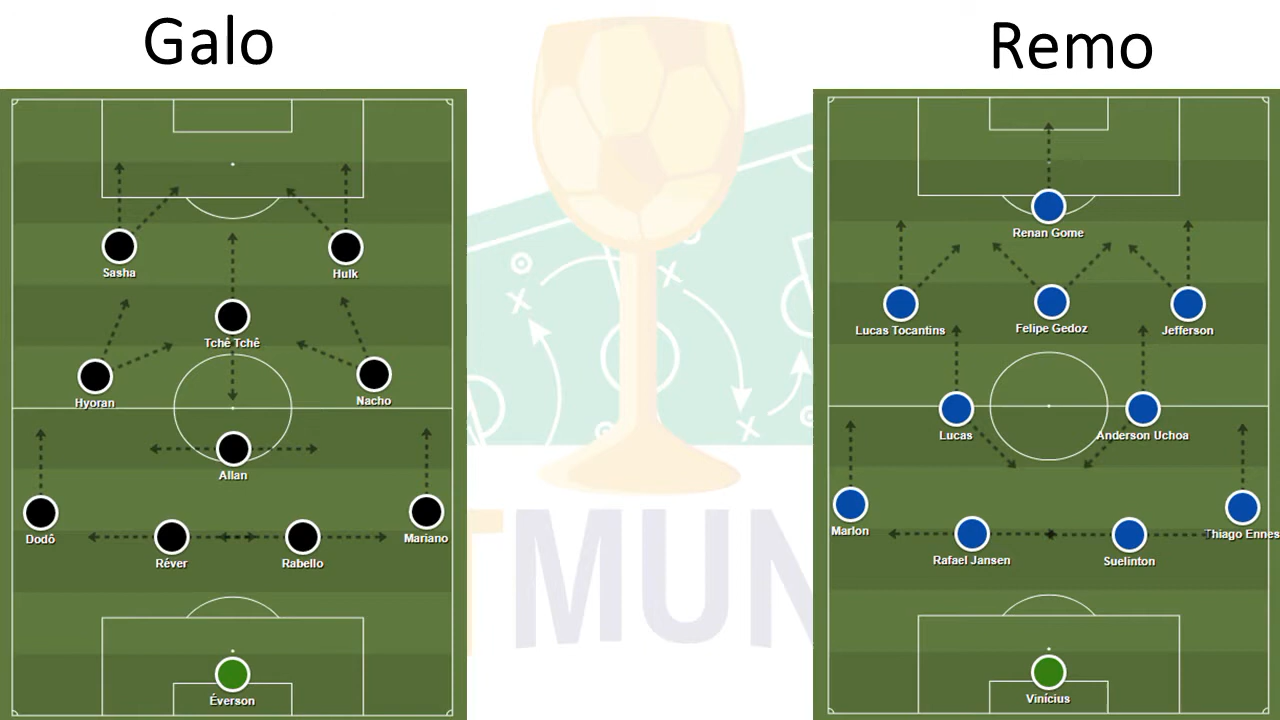 Galo
Sasha
Hulk
Tchê Tchê
Hyoran
Nacho
Allan
Dodô
Mariano
Réver
Rabello
Éverson
TMUN
Remo
Renan Gome
Lucas Tocantins
Felipe Gedoz
Jefferson
Lucas
Anderson Uchoa
Marlon
Thiago Ennes
Rafael Jansen
Suelinton
Vinícius